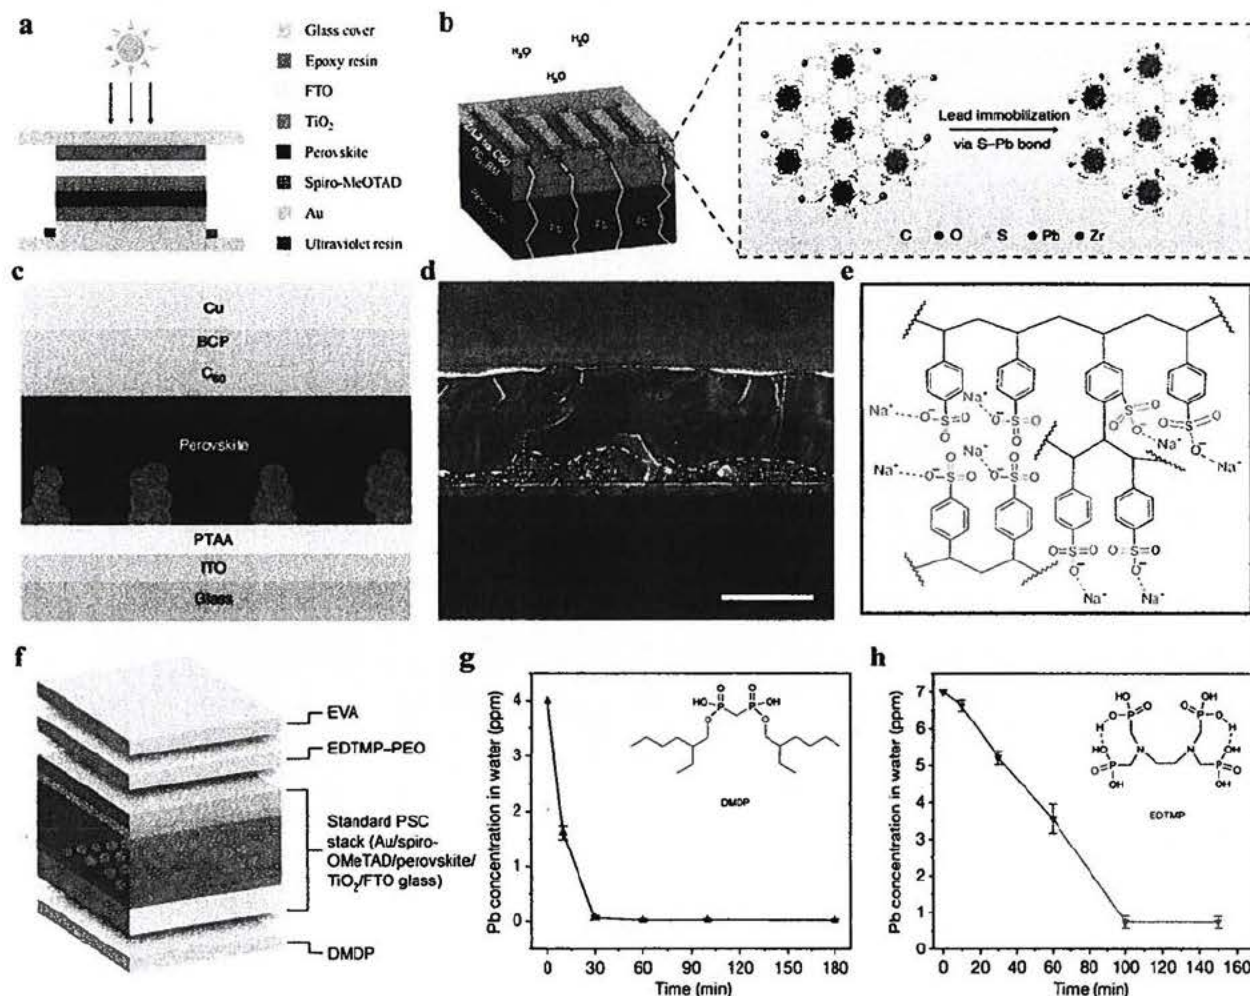 a
Glass cover
Epoxy resin
FTO
TiO2
Perovskite
Spiro-MeOTAD
Au
Ultraviolet resin
b
H2O
H2O
H2O
Lead immobilization
via S–Pb bond
C O S Pb Zr
c
Cu
BCP
C60
Perovskite
PTAA
ITO
Glass
d
e
Na+ Na+ Na+ Na+
Na+ Na+ Na+ Na+
f
EVA
EDTMP–PEO
Standard PSC
stack (Au/spiro-
OMeTAD/perovskite/
TiO2/FTO glass)
DMDP
g
Pb concentration in water (ppm)
4
3
2
1
0
0 30 60 90 120 150 180
Time (min)
HO P O O P OH
O O
DMDP
h
Pb concentration in water (ppm)
7
6
5
4
3
2
1
0
0 20 40 60 80 100 120 140 160
Time (min)
EDTMP